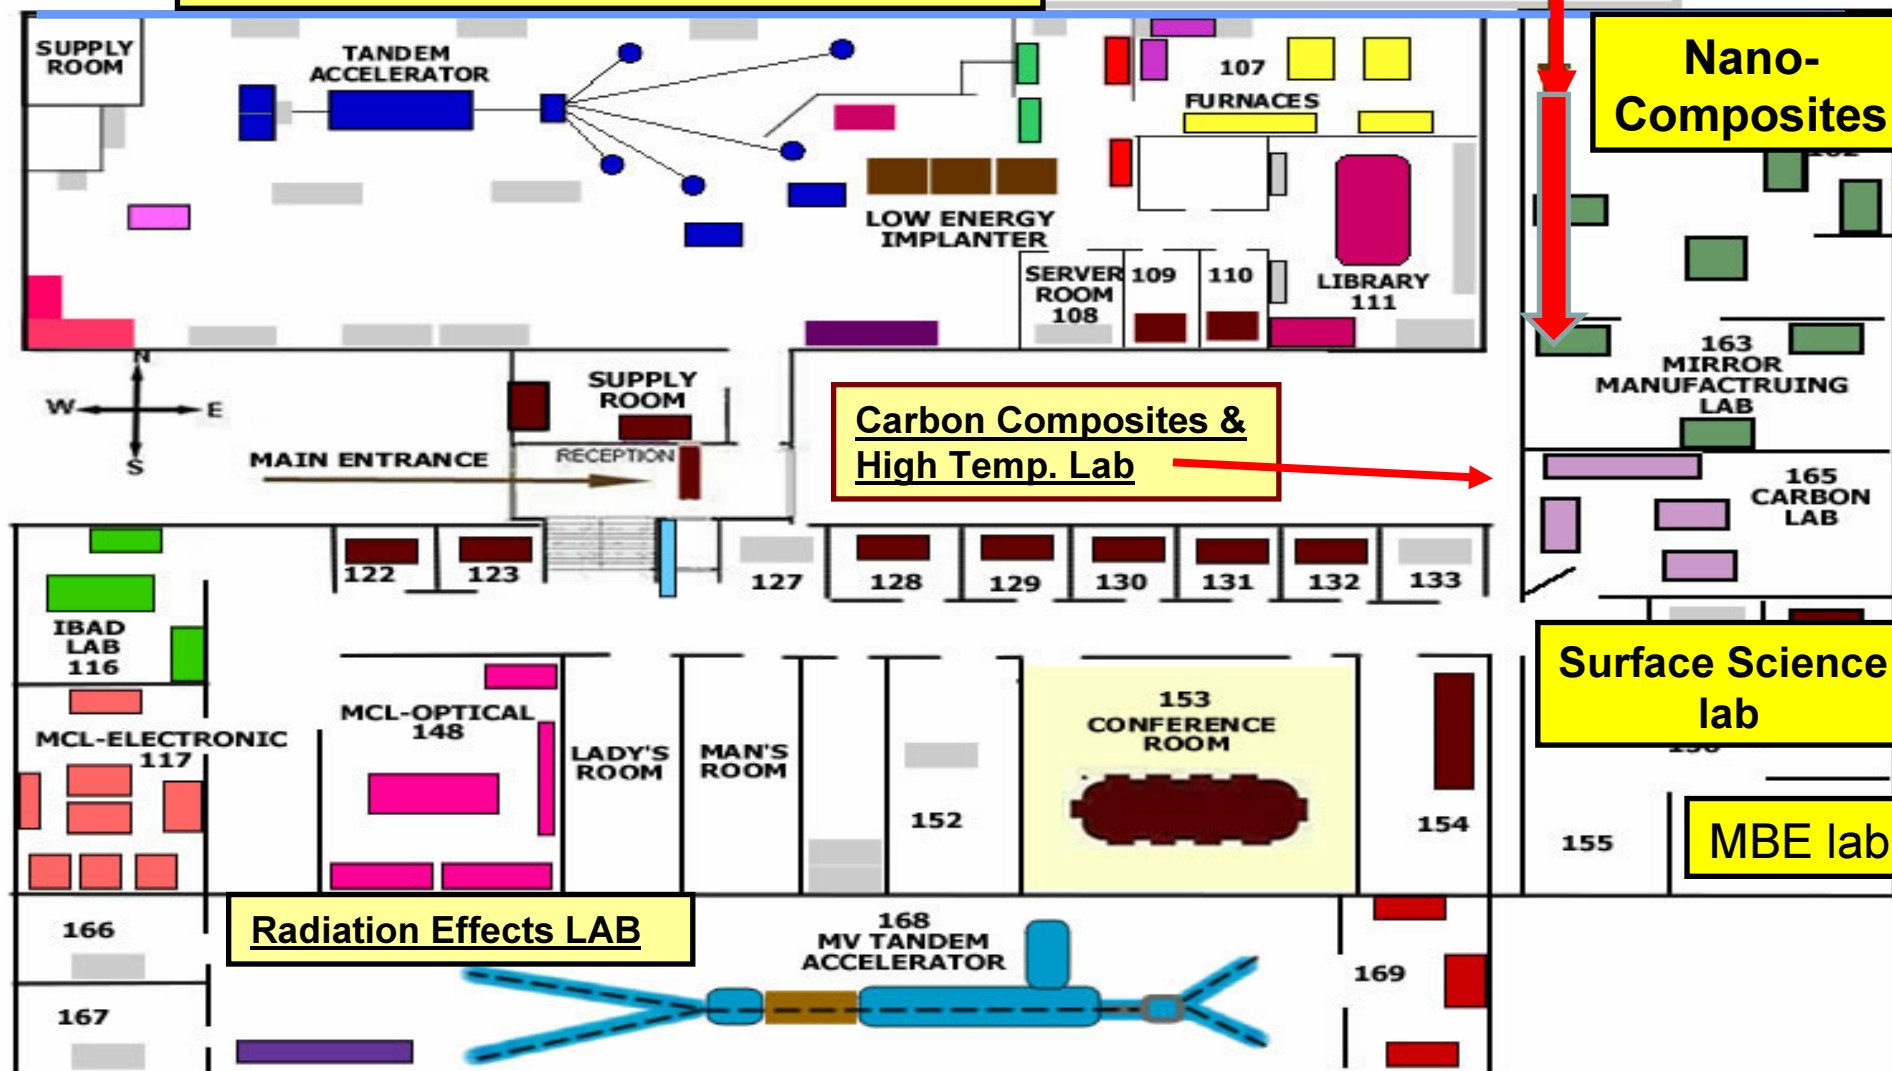 SUPPLY
ROOM
TANDEM
ACCELERATOR
107
FURNACES
Nano-
Composites
LOW ENERGY
IMPLANTER
SERVER
ROOM
108
109
110
LIBRARY
111
163
MIRROR
MANUFACTRUING
LAB
N
W
E
S
SUPPLY
ROOM
MAIN ENTRANCE
RECEPTION
Carbon Composites &
High Temp. Lab
165
CARBON
LAB
122
123
127
128
129
130
131
132
133
IBAD
LAB
116
MCL-ELECTRONIC
117
MCL-OPTICAL
148
LADY'S
ROOM
MAN'S
ROOM
152
153
CONFERENCE
ROOM
154
Surface Science
lab
155
MBE lab
166
Radiation Effects LAB
168
MV TANDEM
ACCELERATOR
169
167